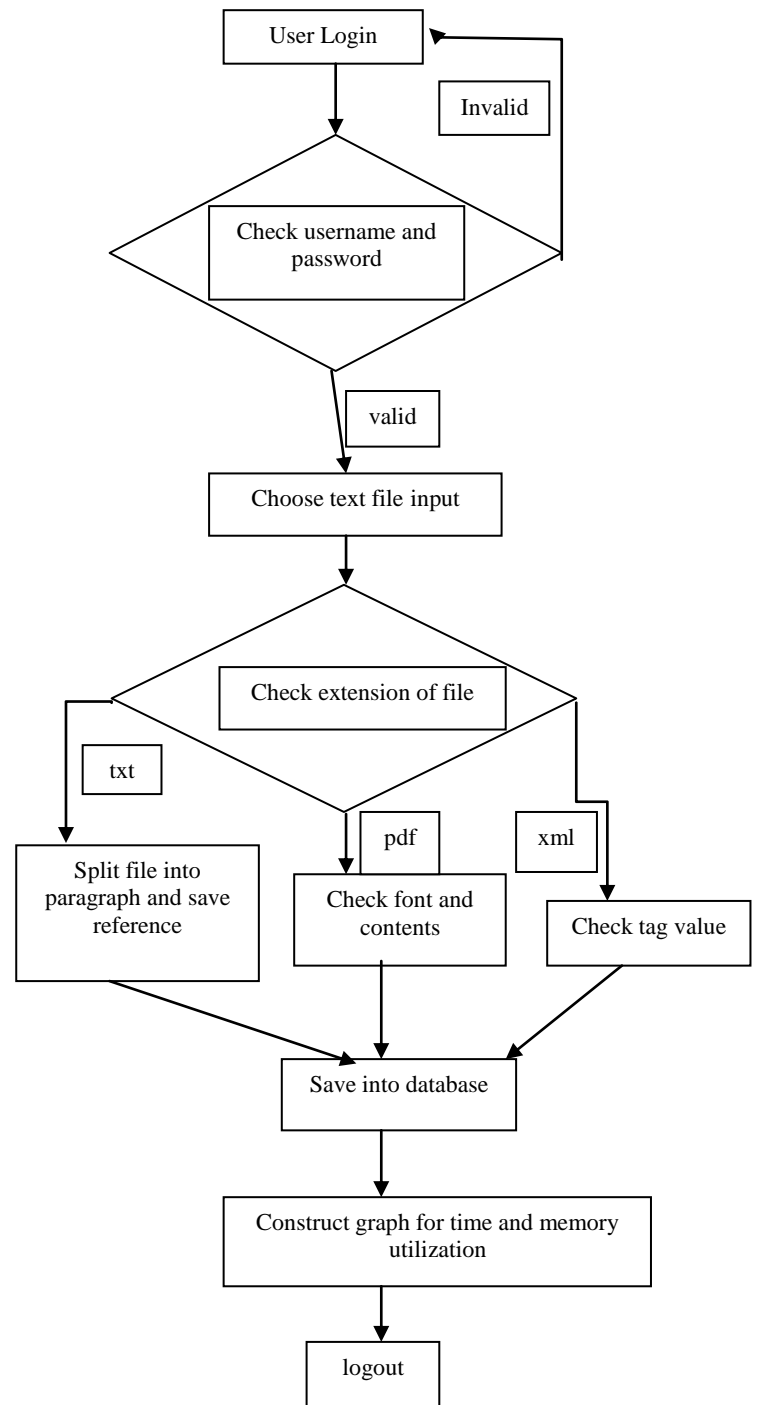 User Login
Invalid
Check username and
password
valid
Choose text file input
Check extension of file
txt
pdf
xml
Split file into
paragraph and save
reference
Check font and
contents
Check tag value
Save into database
Construct graph for time and memory
utilization
logout